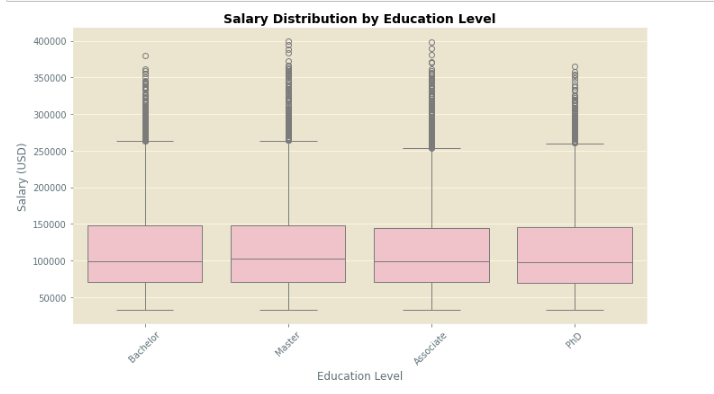 Salary Distribution by Education Level
400000
350000
300000
250000
200000
150000
100000
50000
Salary (USD)
Bachelor
Master
Associate
PhD
Education Level